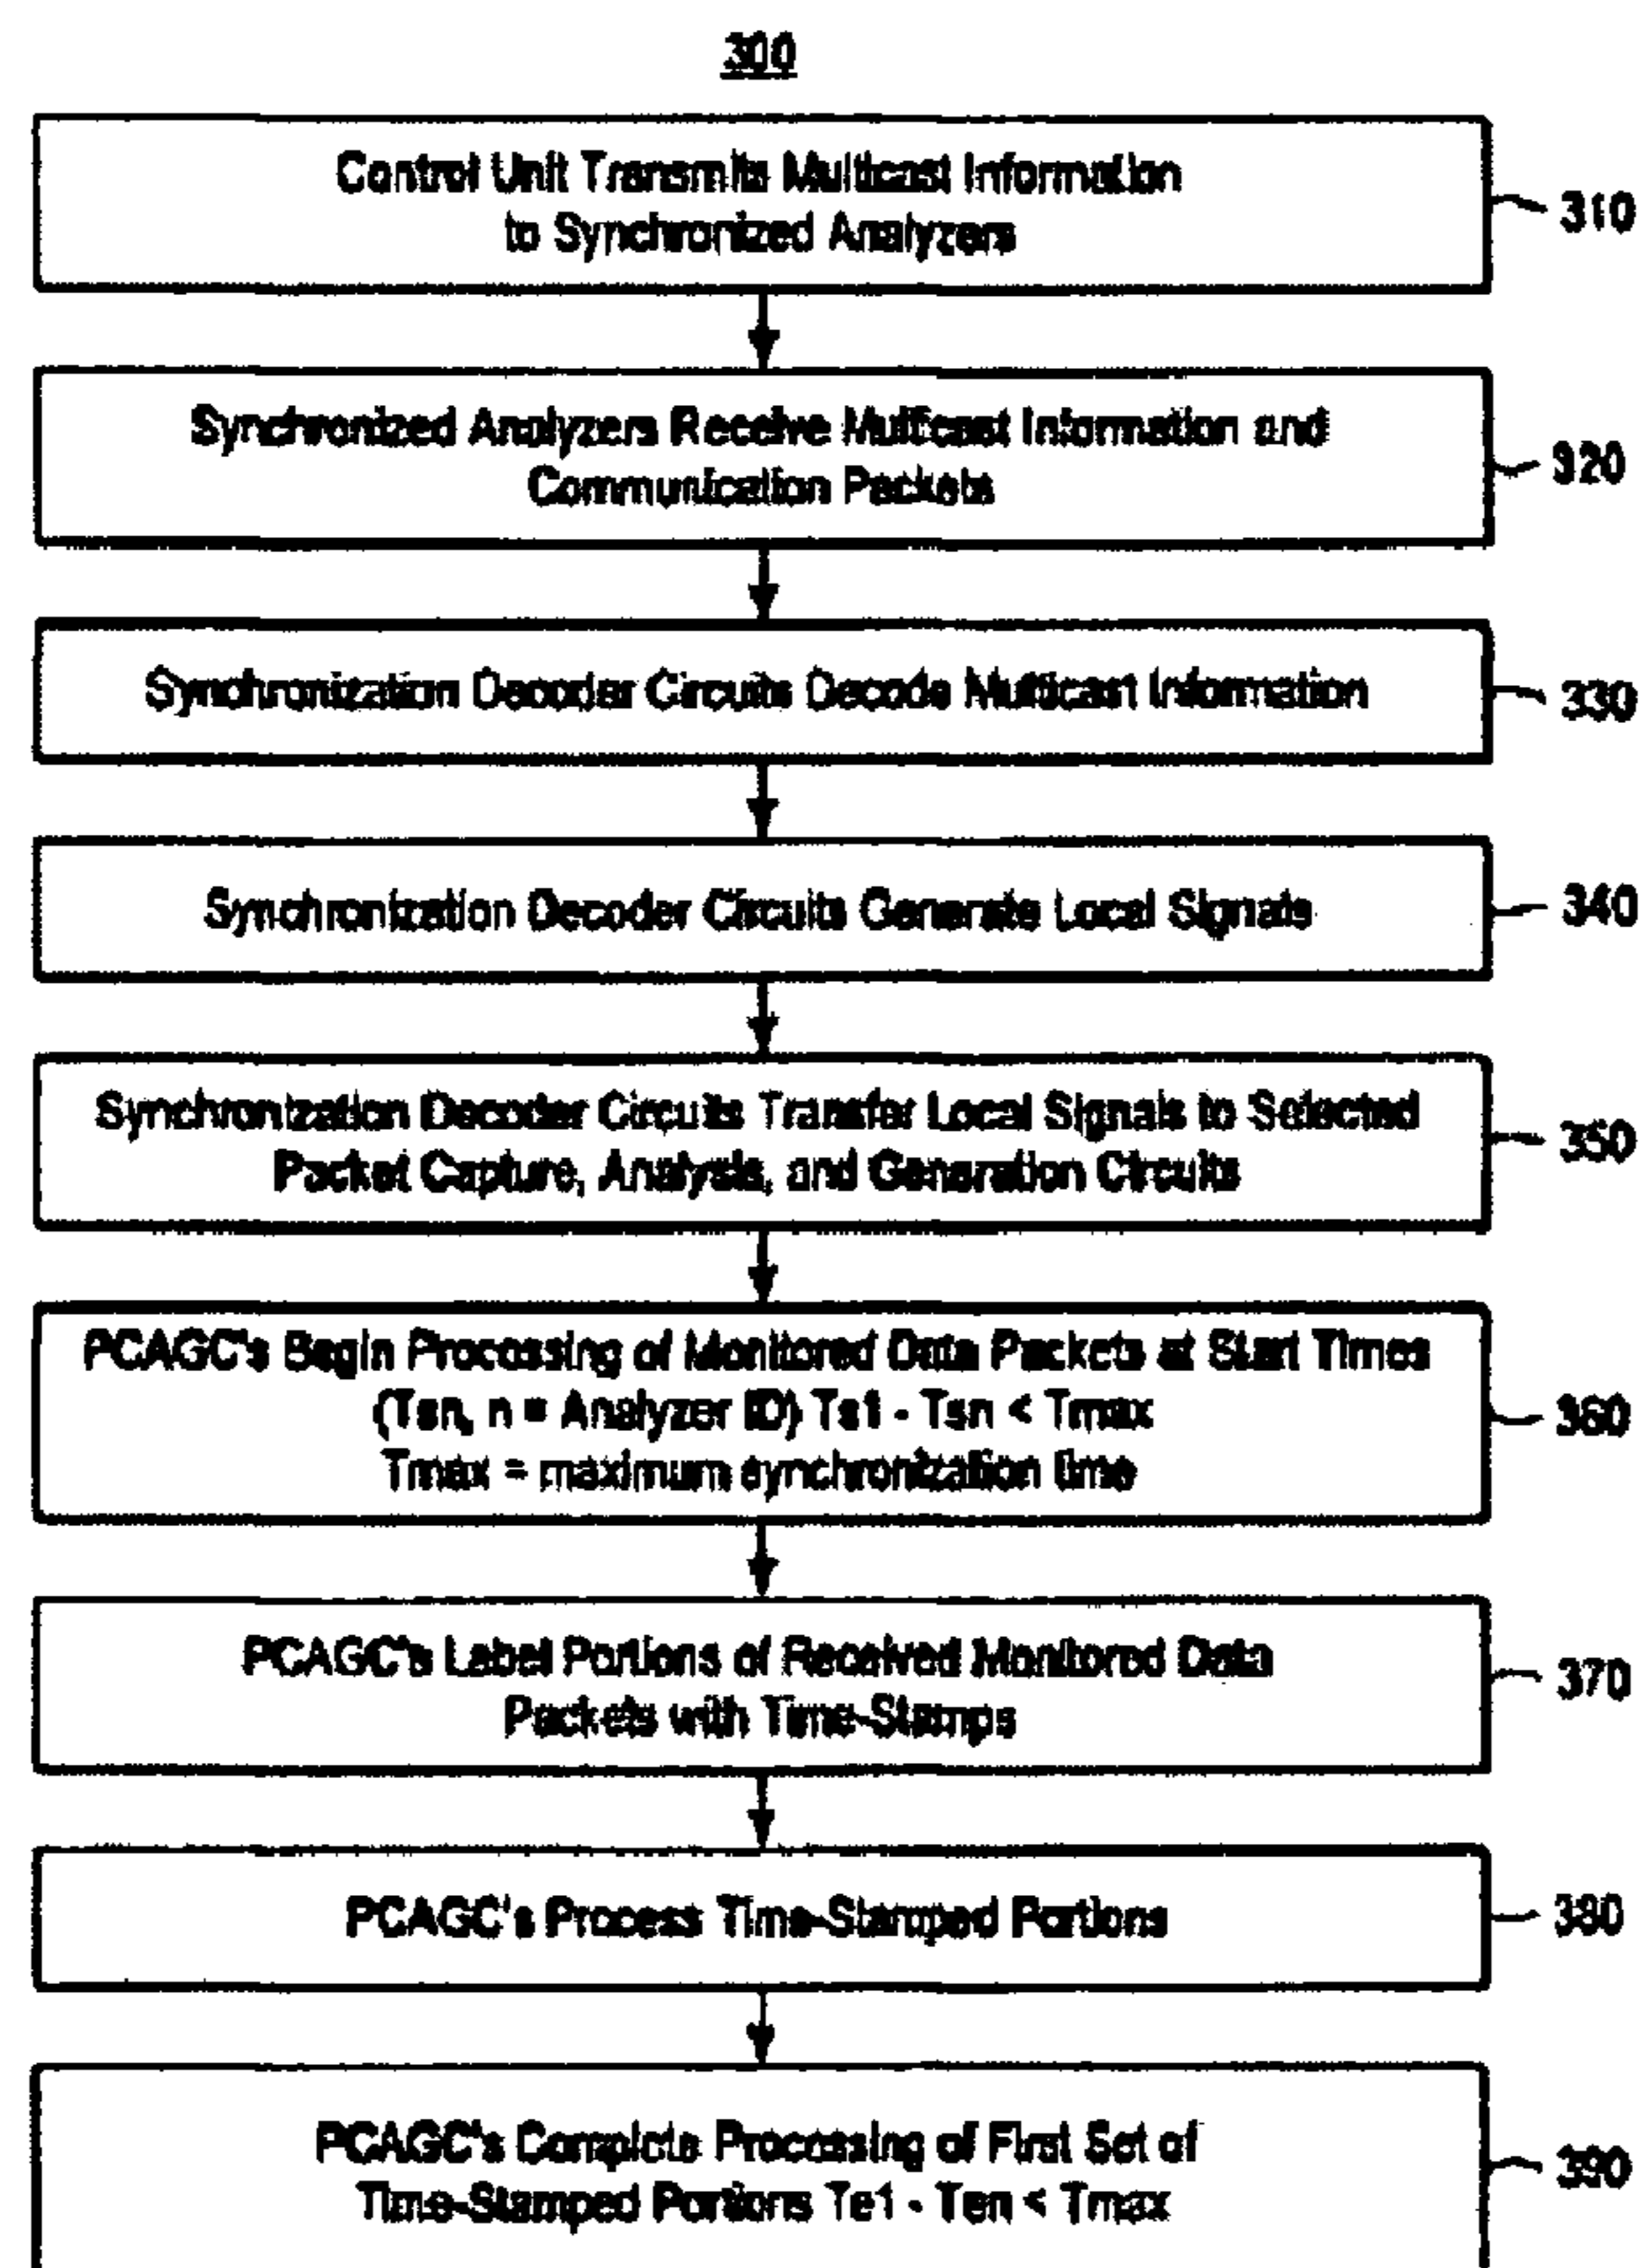 300
Control Unit Transmits Multicast Information
to Synchronized Analyzers
310
Synchronized Analyzers Receive Multicast Information and
Communication Packets
320
Synchronization Decoder Circuits Decode Multicast Information
330
Synchronization Decoder Circuits Generate Local Signals
340
Synchronization Decoder Circuits Transfer Local Signals to Selected
Packet Capture, Analysis, and Generation Circuits
350
PCAGC's Begin Processing of Monitored Data Packets at Start Times
(Tsn, n = Analyzer ID) Ts1 - Tsn < Tmax
Tmax = maximum synchronization time
360
PCAGC's Label Portions of Received Monitored Data
Packets with Time-Stamps
370
PCAGC's Process Time-Stamped Portions
380
PCAGC's Complete Processing of First Set of
Time-Stamped Portions Te1 - Ten < Tmax
390